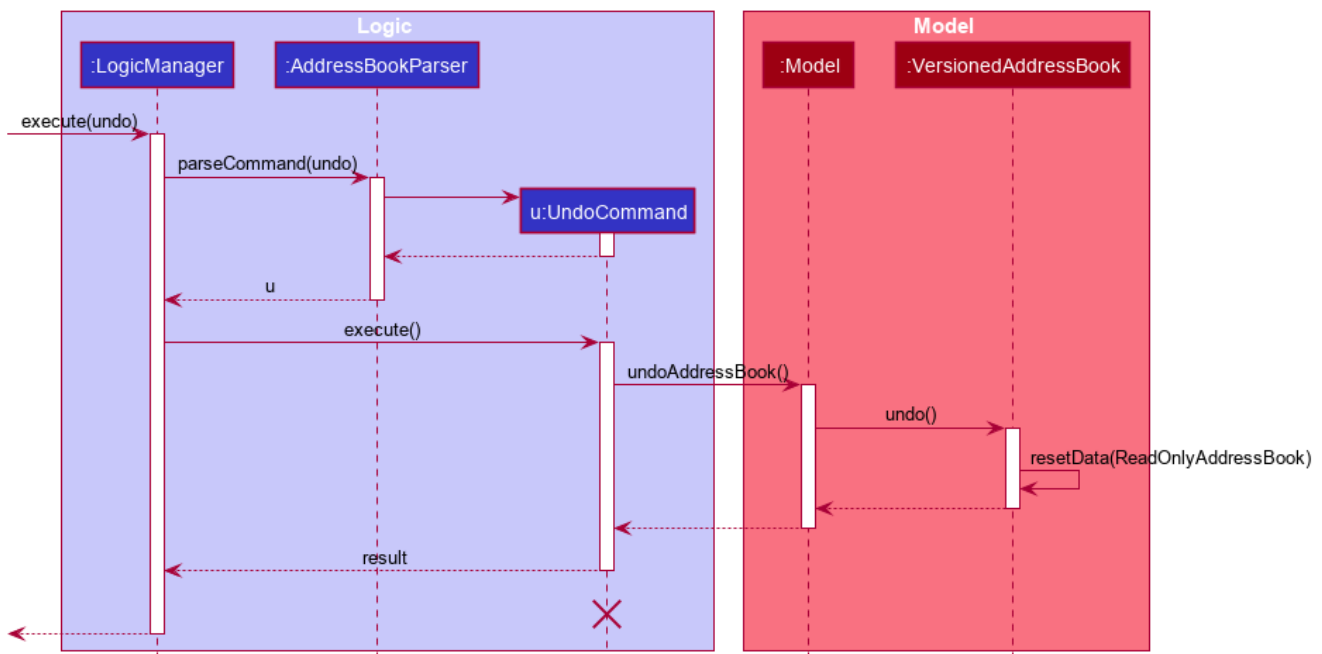 Logic
Model
:LogicManager
:AddressBookParser
:Model
:VersionedAddressBook
execute(undo)
parseCommand(undo)
u:UndoCommand
u
execute()
undoAddressBook()
undo()
resetData(ReadOnlyAddressBook)
result